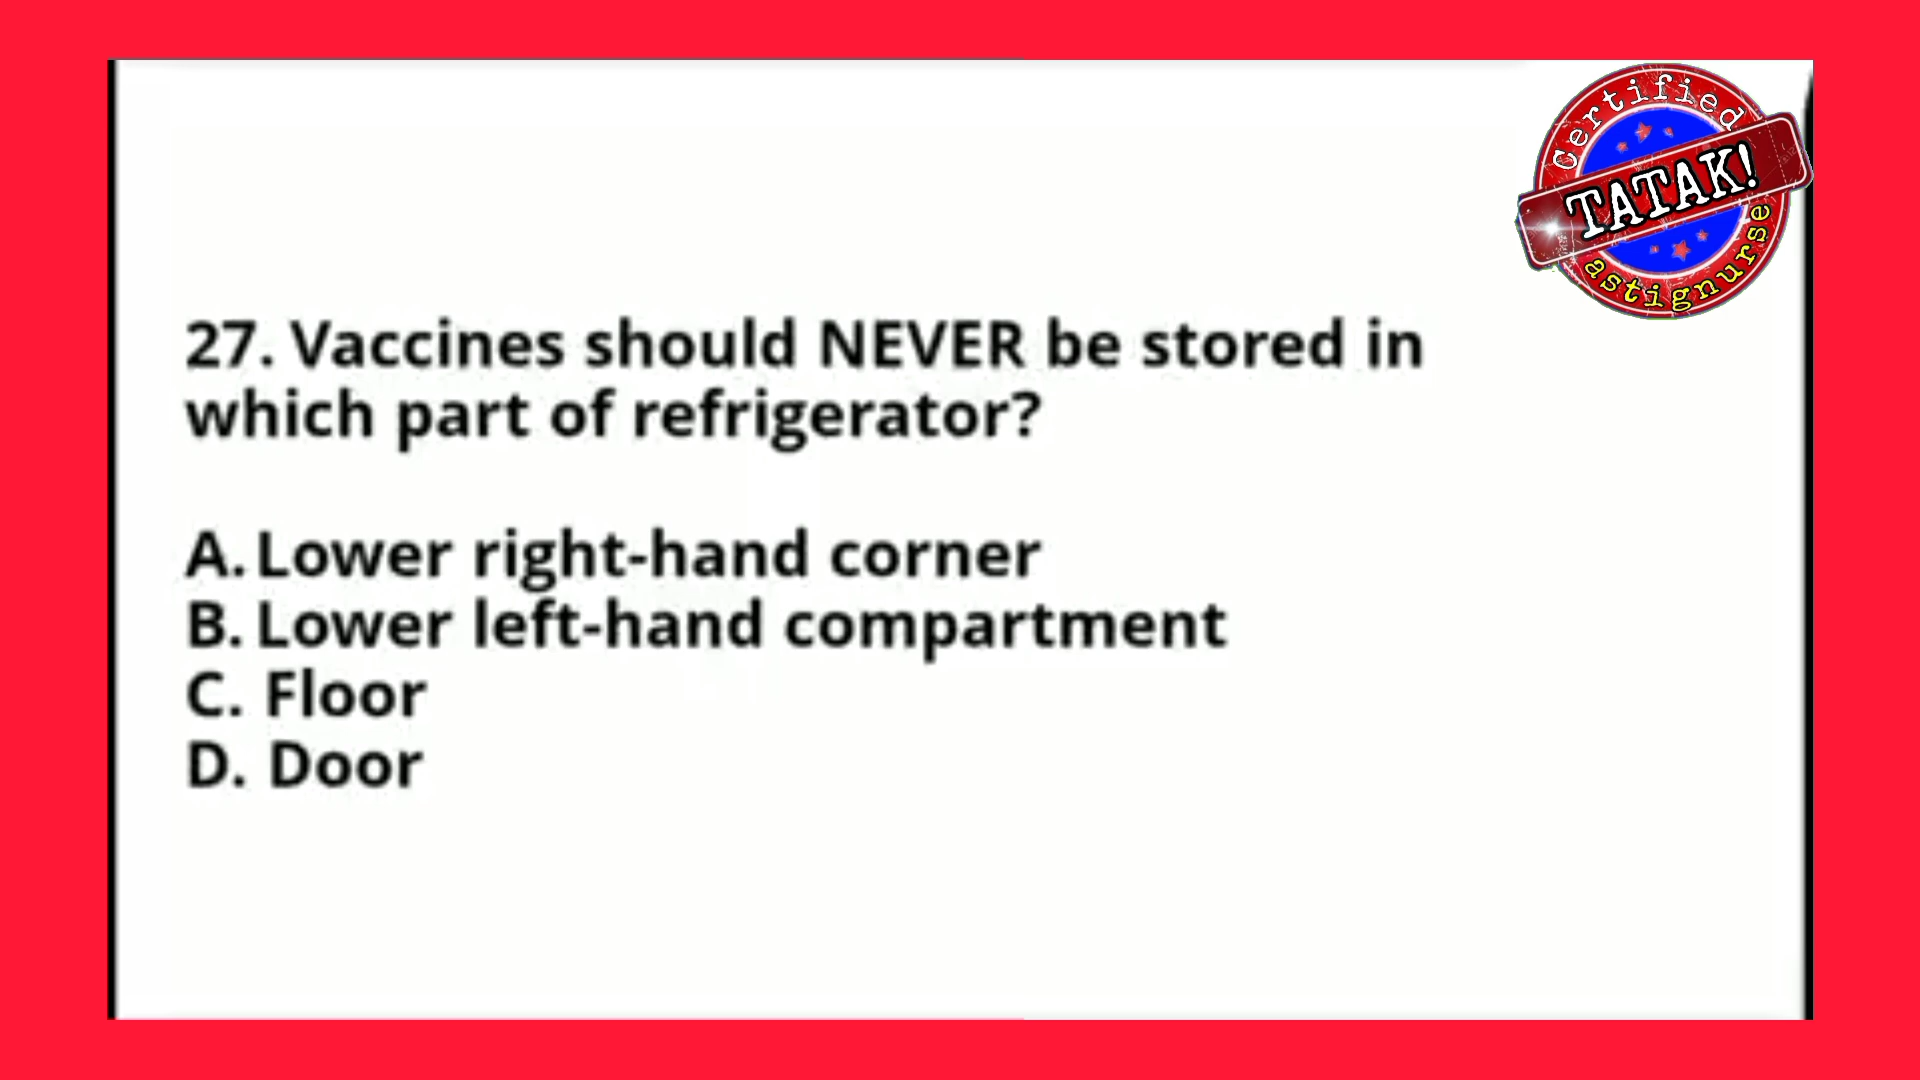 Certified
TATAK!
astignurse
27. Vaccines should NEVER be stored in
which part of refrigerator?
A. Lower right-hand corner
B. Lower left-hand compartment
C. Floor
D. Door